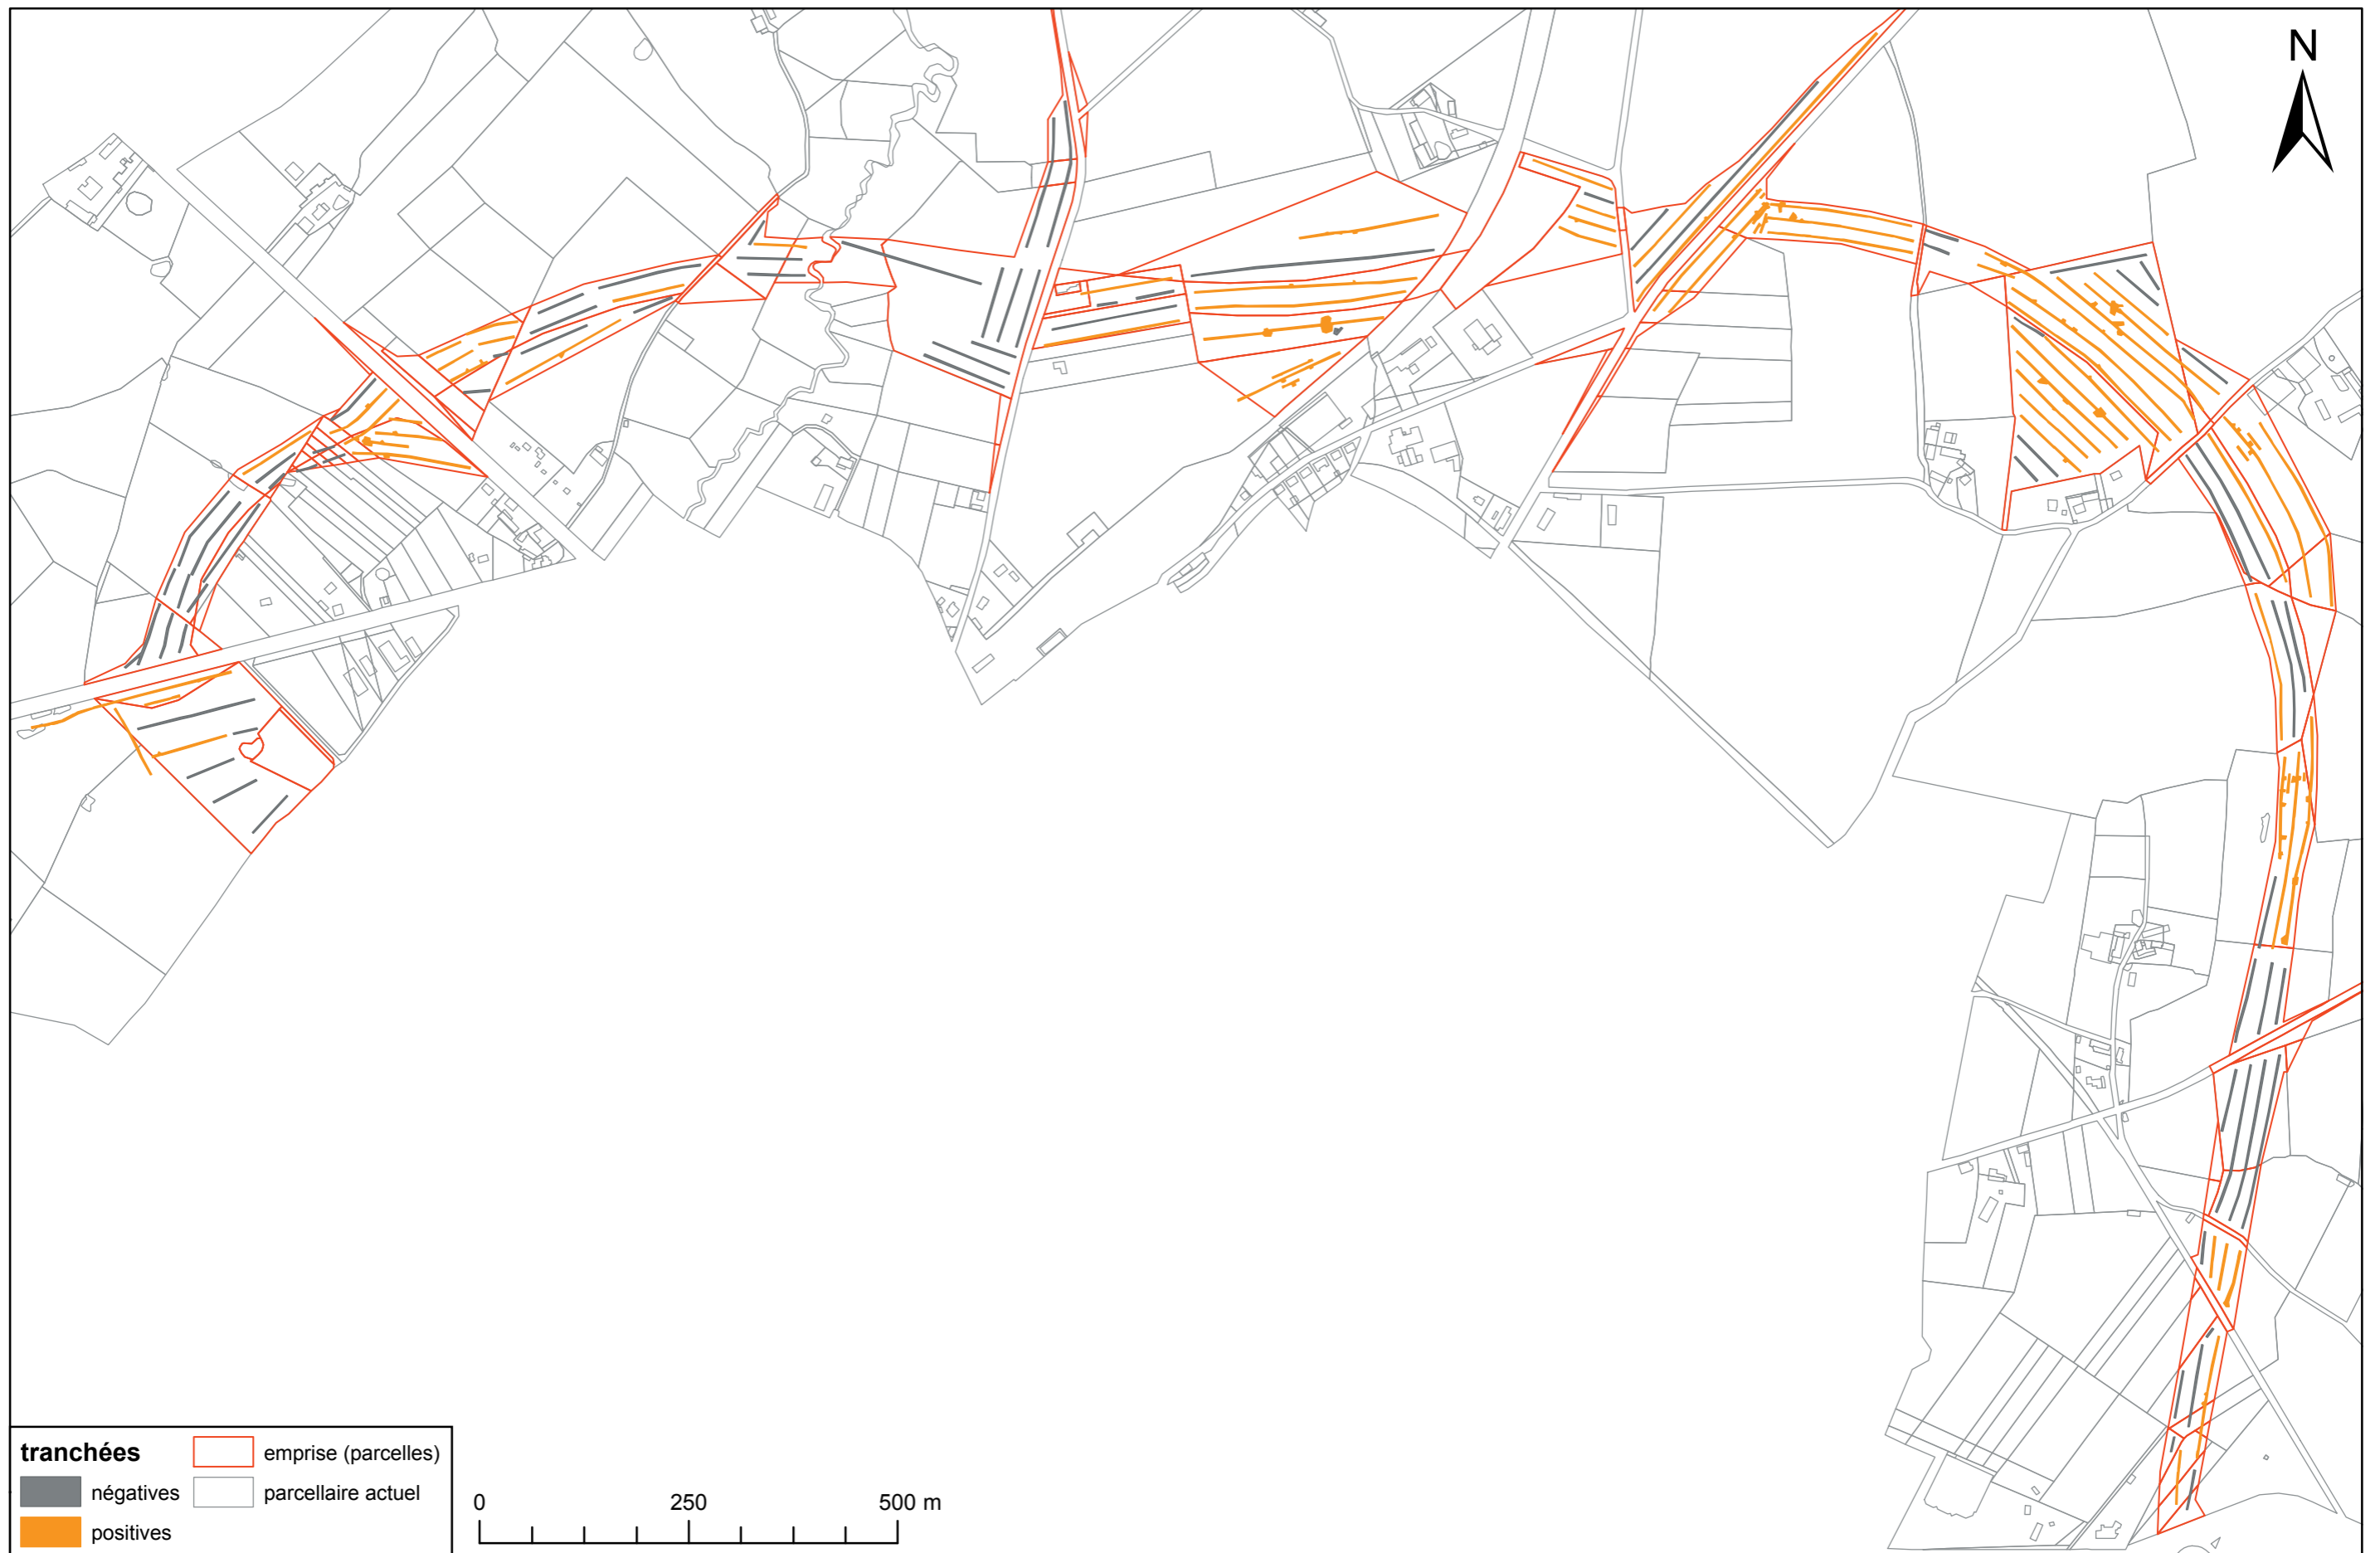 N
tranchées
emprise (parcelles)
négatives
parcellaire actuel
positives
0 250 500 m